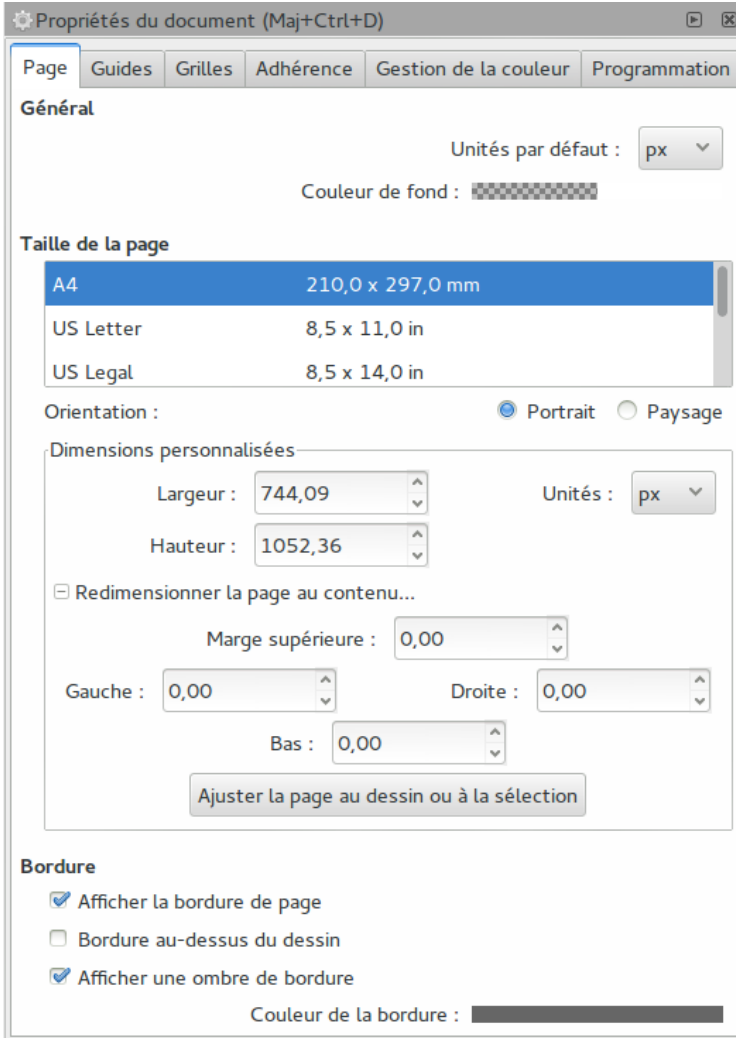 Propriétés du document (Maj+Ctrl+D)
Page Guides Grilles Adhérence Gestion de la couleur Programmation
Général
Unités par défaut : px
Couleur de fond :
Taille de la page
A4 210,0 x 297,0 mm
US Letter 8,5 x 11,0 in
US Legal 8,5 x 14,0 in
Orientation : Portrait Paysage
Dimensions personnalisées
Largeur : 744,09 Unités : px
Hauteur : 1052,36
Redimensionner la page au contenu...
Marge supérieure : 0,00
Gauche : 0,00 Droite : 0,00
Bas : 0,00
Ajuster la page au dessin ou à la sélection
Bordure
Afficher la bordure de page
Bordure au-dessus du dessin
Afficher une ombre de bordure
Couleur de la bordure :